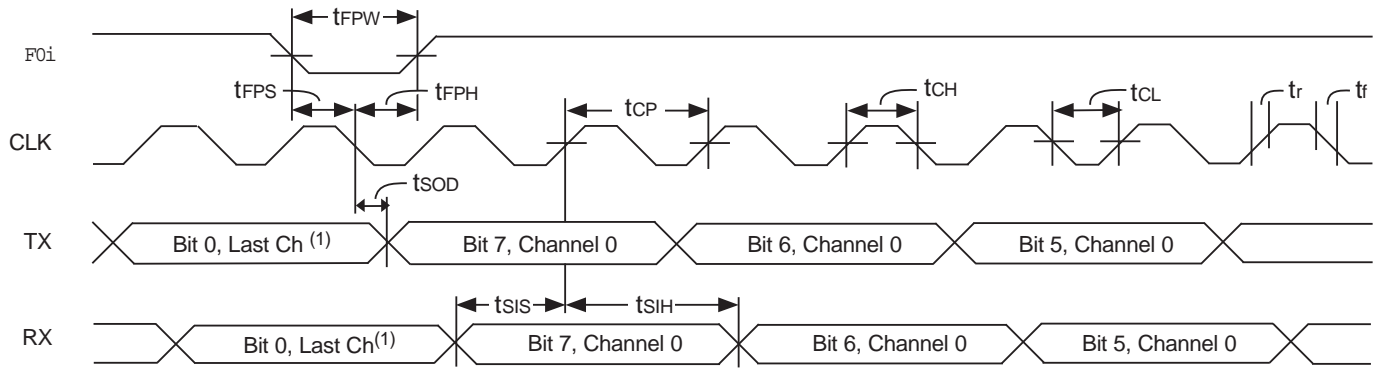 tFPW
F0i
tFPS
tFPH
tCP
tCH
tCL
tr
tf
CLK
tSOD
TX
Bit 0, Last Ch (1)
Bit 7, Channel 0
Bit 6, Channel 0
Bit 5, Channel 0
tSIS
tSIH
RX
Bit 0, Last Ch(1)
Bit 7, Channel 0
Bit 6, Channel 0
Bit 5, Channel 0